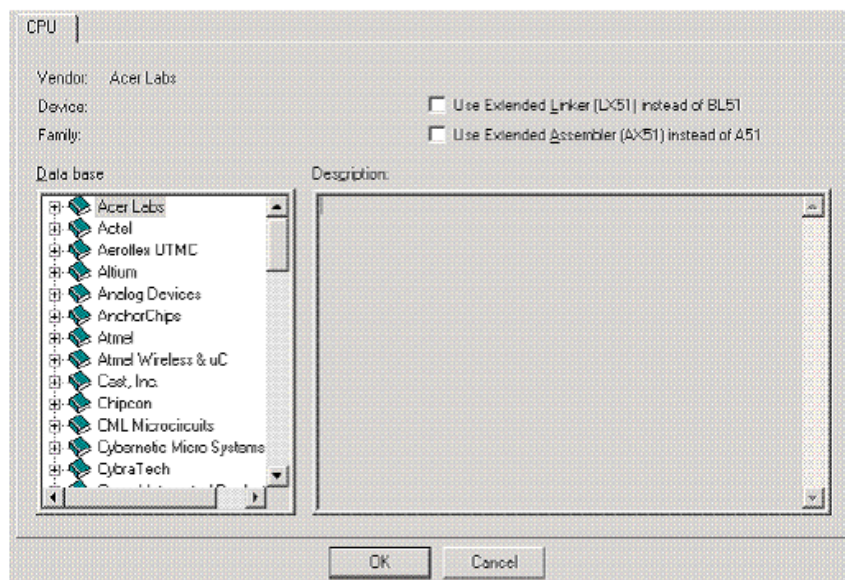 CPU
Vendor: Acer Labs
Device:
Use Extended Linker (LX51) instead of BL51
Family:
Use Extended Assembler (AX51) instead of A51
Data base
Description:
Acer Labs
Actel
Aeroflex UTMC
Altium
Analog Devices
AnchorChips
Atmel
Atmel Wireless & uC
Cast, Inc.
Chipcon
CML Microcircuits
Cybernetic Micro Systems
CybraTech
OK
Cancel